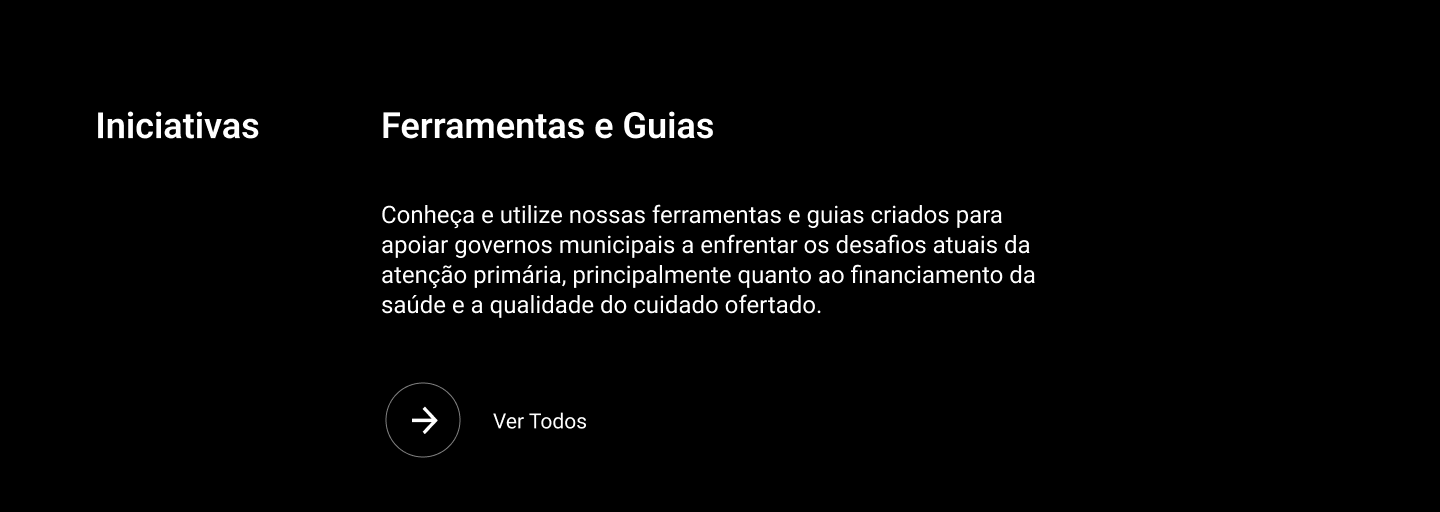 Iniciativas
Ferramentas e Guias
Conheça e utilize nossas ferramentas e guias criados para
apoiar governos municipais a enfrentar os desafios atuais da
atenção primária, principalmente quanto ao financiamento da
saúde e a qualidade do cuidado ofertado.
Ver Todos